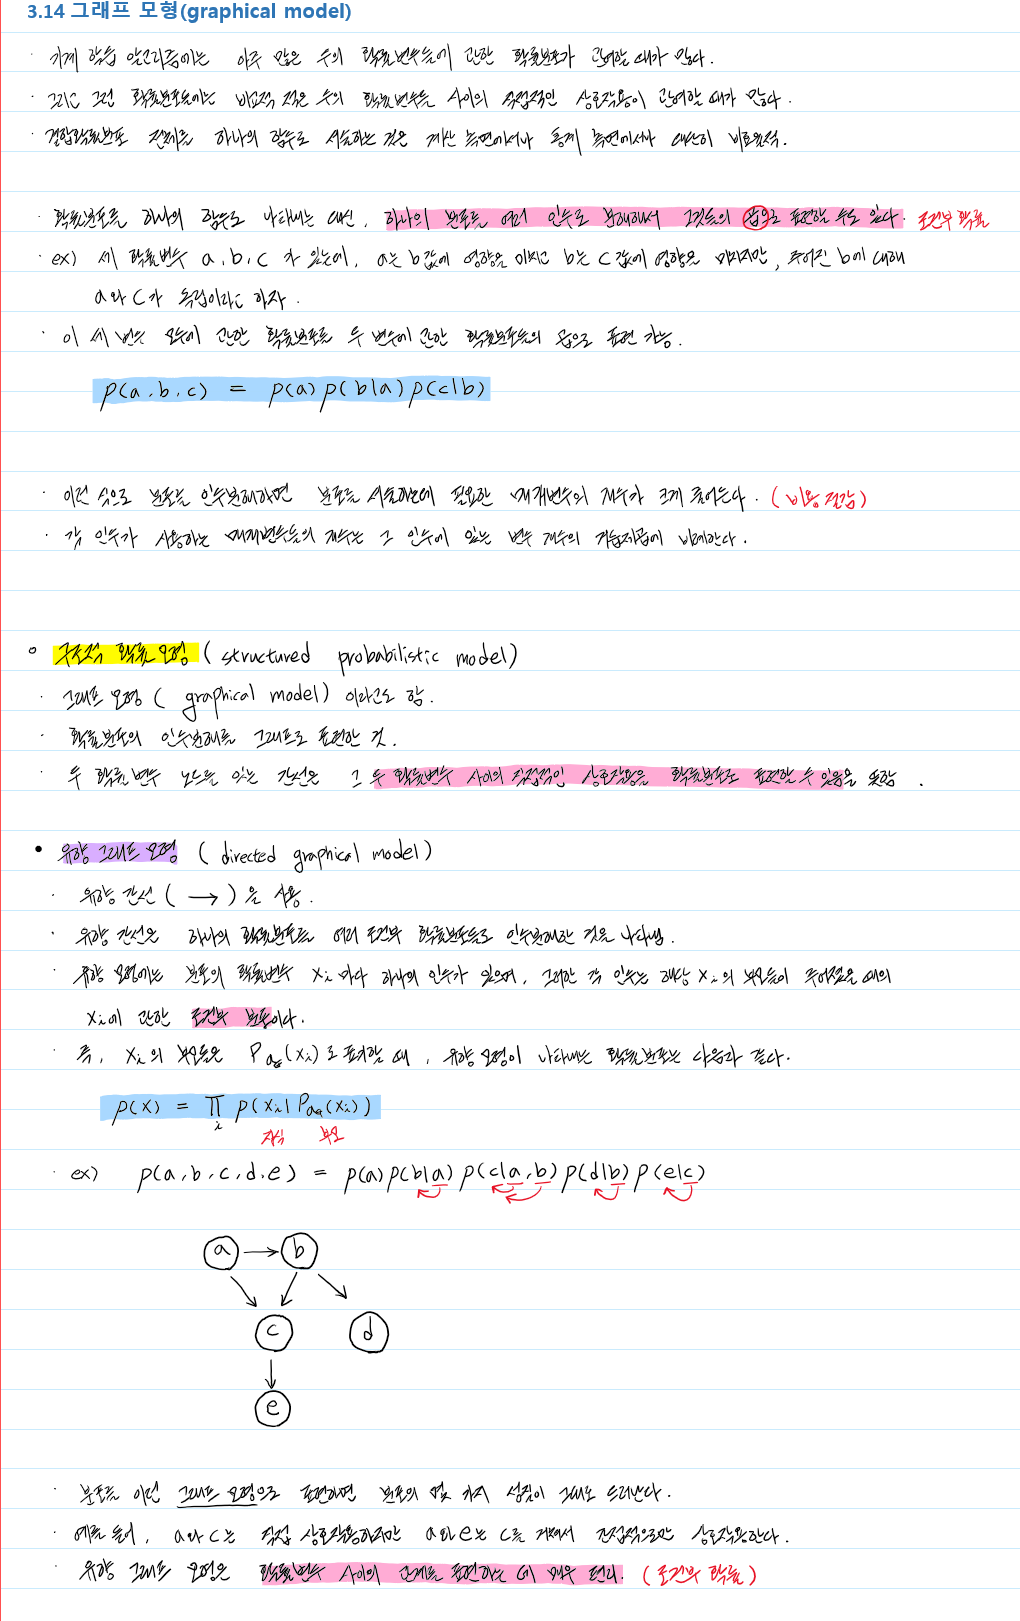 3.14 그래프 모형(graphical model)
· 기계 학습 알고리즘에는 아주 많은 수의 확률변수들에 관한 확률분포가 관여할 때가 많다.
· 그리고 그런 확률분포들에는 비교적 적은 수의 확률변수들 사이의 직접적인 상호작용이 관여할 때가 많다.
· 결합확률분포 전체를 하나의 함수로 서술하는 것은 계산 측면에서나 통계 측면에서나 대단히 비효율적.
· 확률분포를 하나의 함수로 나타내는 대신, 하나의 분포를 여러 인수로 분해해서 그것들의 곱으로 표현할 수도 있다. 조건부 확률
· ex) 세 확률변수 a, b, c 가 있는데, a는 b값에 영향을 미치고 b는 c값에 영향을 미치지만, 주어진 b에 대해
a와 c가 독립이라고 하자.
· 이 세 변수 모두에 관한 확률분포를 두 변수에 관한 확률분포들의 곱으로 표현 가능.
p(a, b, c) = p(a) p(b|a) p(c|b)
· 이런 식으로 분포를 인수분해하면 분포를 서술하는데 필요한 매개변수의 개수가 크게 줄어든다. (비용 절감)
· 각 인수가 사용하는 매개변수들의 개수는 그 인수에 있는 변수 개수의 거듭제곱에 비례한다.
○ 구조적 확률 모형 (structured probabilistic model)
· 그래프 모형 (graphical model) 이라고도 함.
· 확률분포의 인수분해를 그래프로 표현한 것.
· 두 확률 변수 노드를 잇는 간선은 그 두 확률변수 사이의 직접적인 상호작용을 확률분포로 표현할 수 있음을 뜻함.
● 유향 그래프 모형 (directed graphical model)
· 유향 간선 (→)을 사용.
· 유향 간선은 하나의 확률분포를 여러 조건부 확률분포들로 인수분해한 것을 나타냄.
· 유향 모형에는 분포의 확률변수 xi 마다 하나의 인수가 있으며, 그러한 각 인수는 해당 xi의 부모들이 주어졌을 때의
xi에 관한 조건부 분포이다.
· 즉, xi의 부모들을 Pag(xi)로 표기할 때, 유향 모형이 나타내는 확률분포는 다음과 같다.
p(x) = ∏i p(xi| Pag(xi))
자식 부모
· ex) p(a, b, c, d, e) = p(a) p(b|a) p(c|a, b) p(d|b) p(e|c)
a → b
c d
e
· 분포를 이런 그래프 모형으로 표현하면 분포의 몇 가지 성질이 그대로 드러난다.
· 예를 들어, a와 c는 직접 상호작용하지만 a와 e는 c를 거쳐서 간접적으로만 상호작용한다.
· 유향 그래프 모형은 확률변수 사이의 관계를 표현하는 데 매우 편리. (조건부 확률)